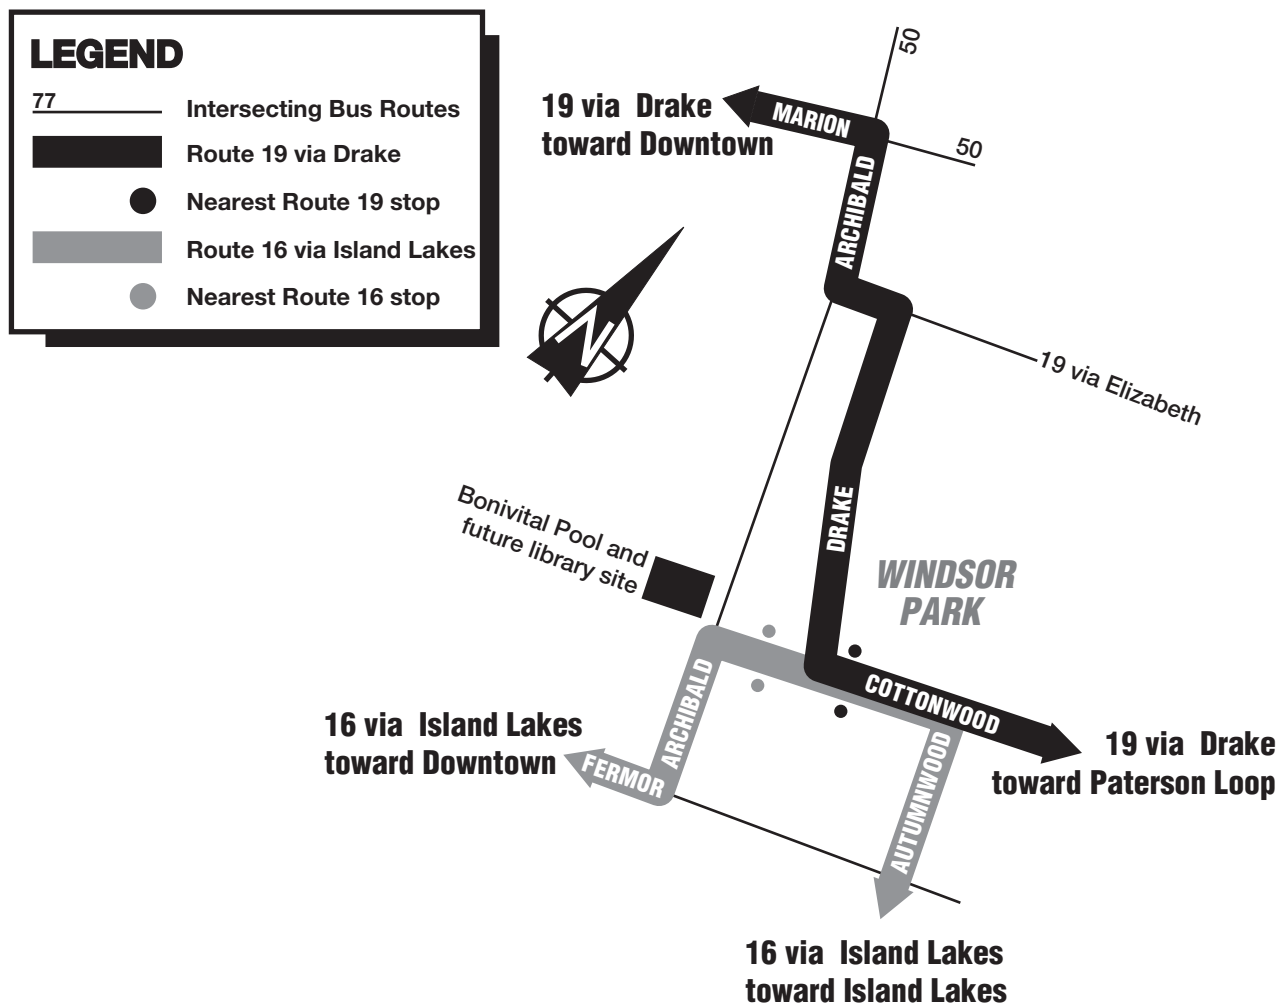 LEGEND
77
Intersecting Bus Routes
Route 19 via Drake
Nearest Route 19 stop
Route 16 via Island Lakes
Nearest Route 16 stop
50
19 via Drake
toward Downtown
MARION
50
ARCHIBALD
N
19 via Elizabeth
DRAKE
Bonivital Pool and
future library site
WINDSOR
PARK
COTTONWOOD
ARCHIBALD
16 via Island Lakes
toward Downtown
FERMOR
AUTUMNWOOD
19 via Drake
toward Paterson Loop
16 via Island Lakes
toward Island Lakes